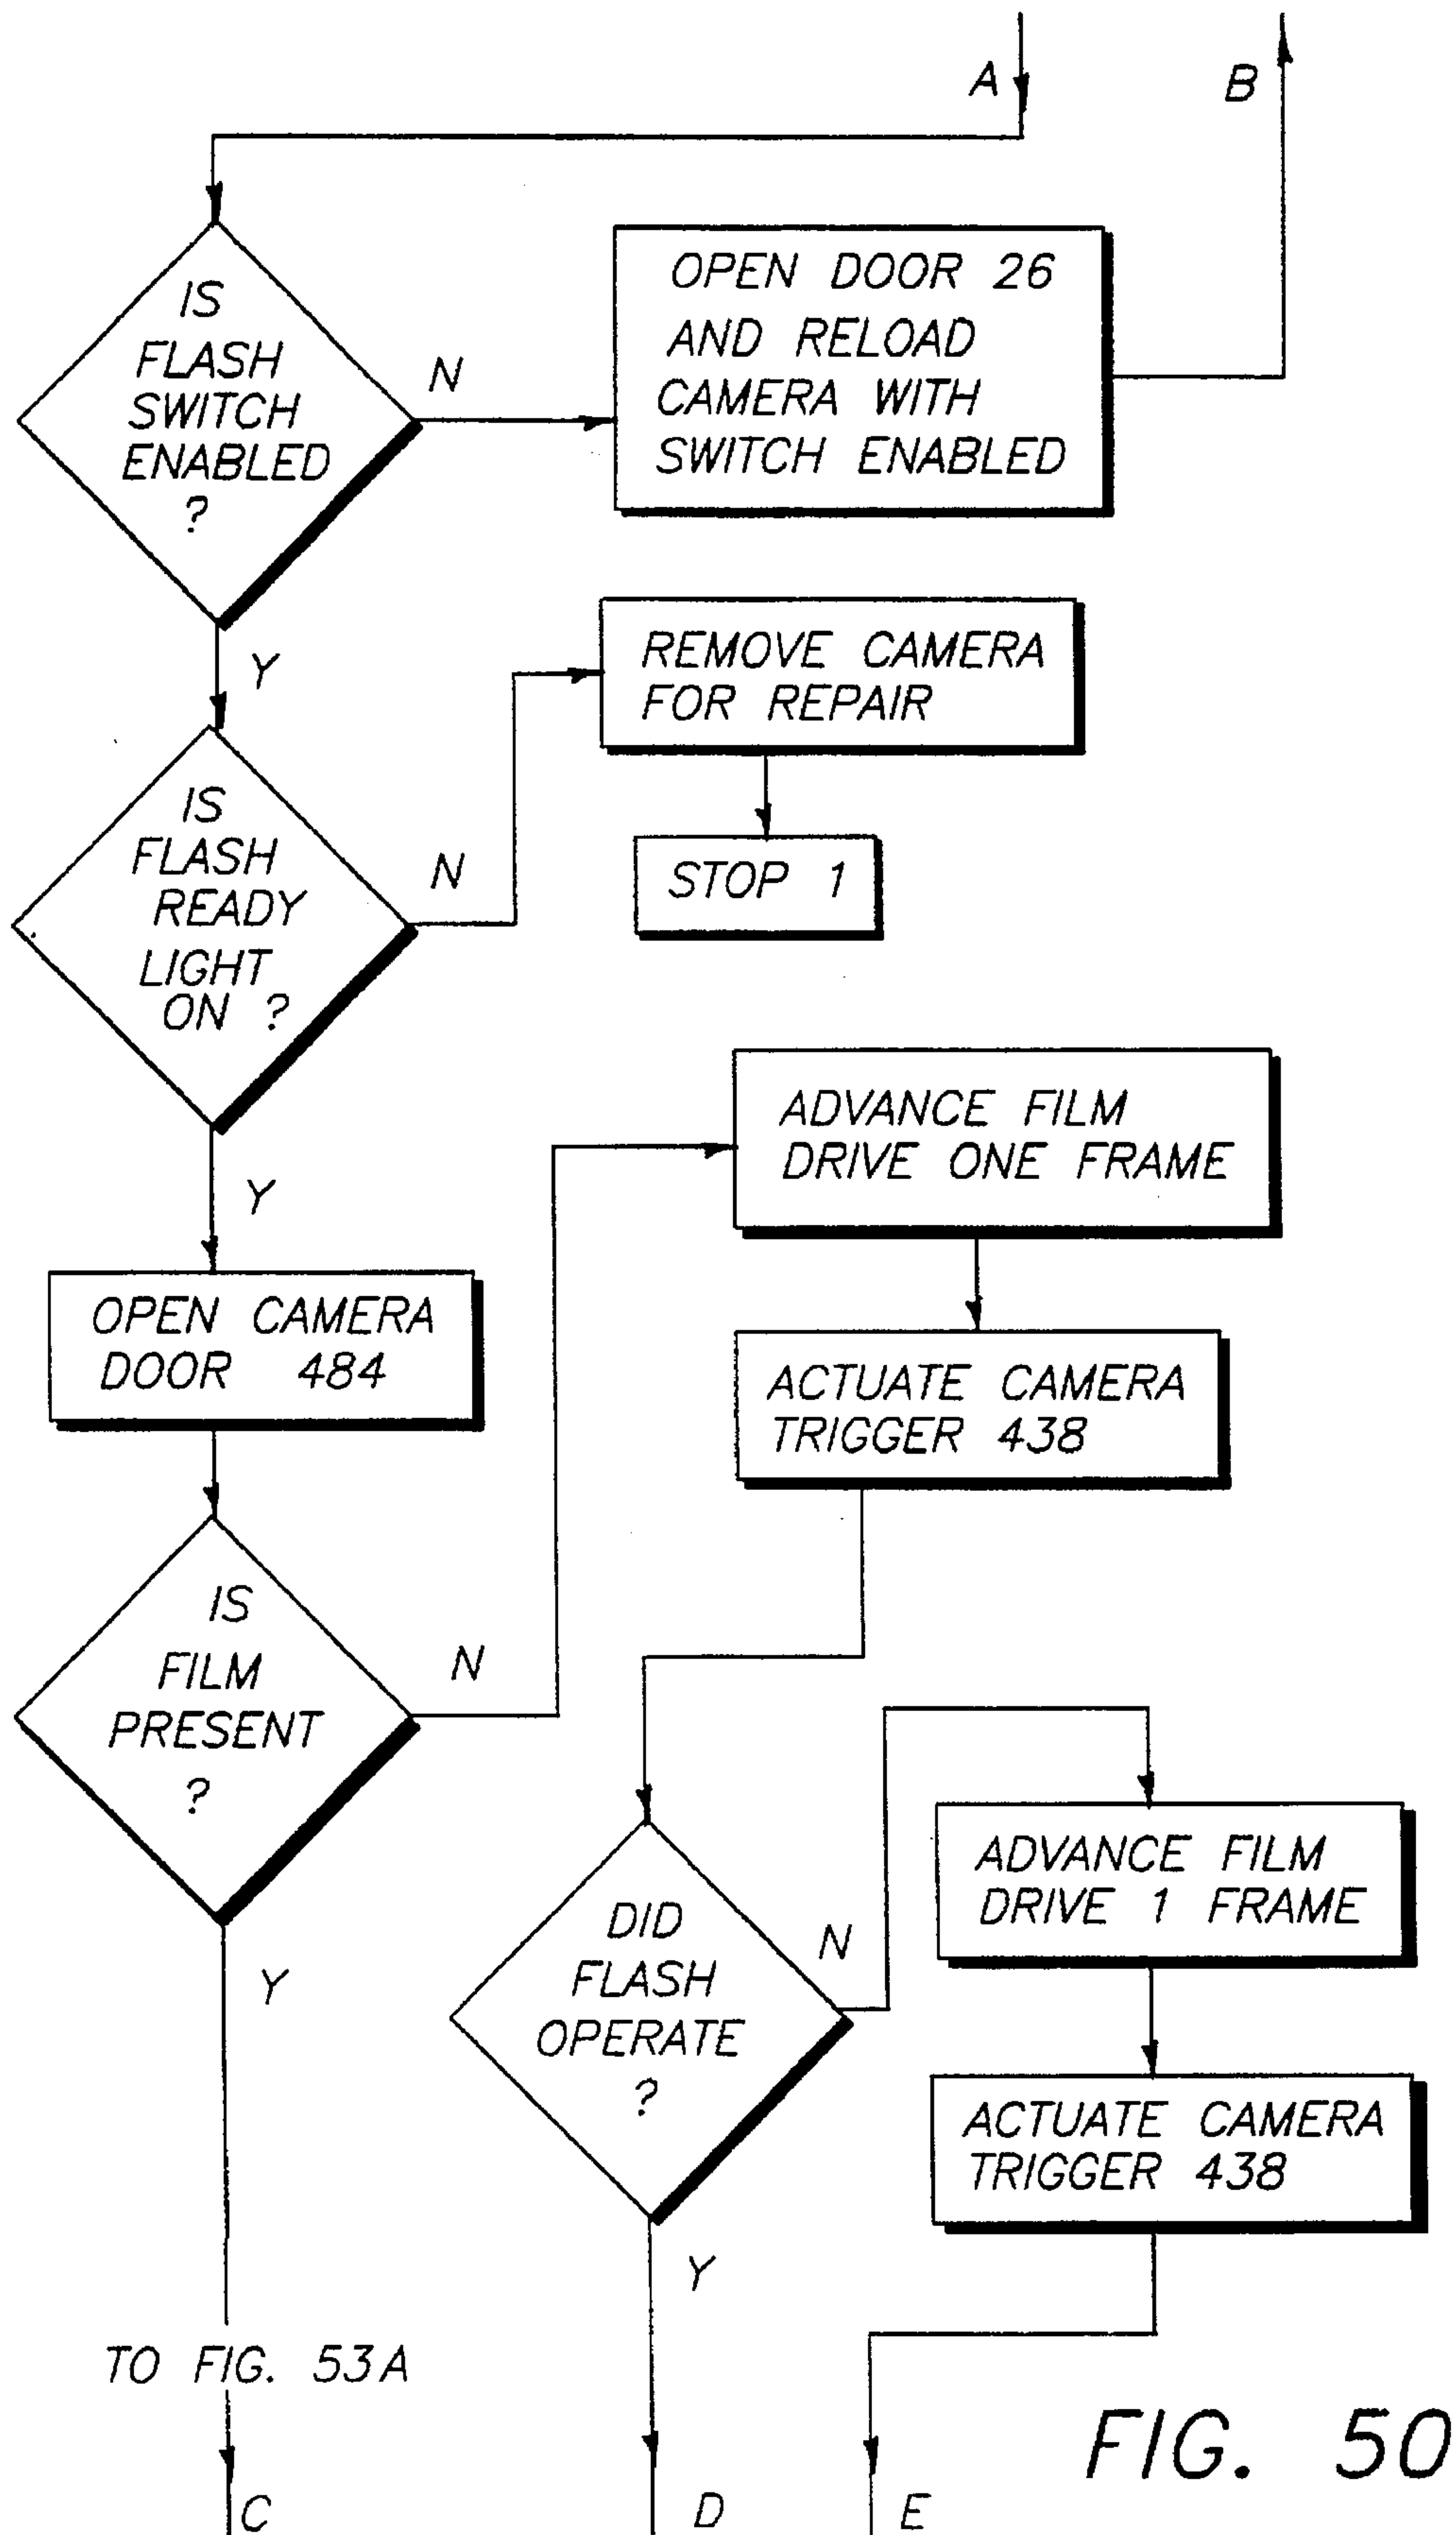 A
B
IS
FLASH
SWITCH
ENABLED
?
N
OPEN DOOR 26
AND RELOAD
CAMERA WITH
SWITCH ENABLED
Y
REMOVE CAMERA
FOR REPAIR
IS
FLASH
READY
LIGHT
ON ?
N
STOP 1
Y
ADVANCE FILM
DRIVE ONE FRAME
OPEN CAMERA
DOOR 484
ACTUATE CAMERA
TRIGGER 438
IS
FILM
PRESENT
?
N
Y
DID
FLASH
OPERATE
?
N
ADVANCE FILM
DRIVE 1 FRAME
ACTUATE CAMERA
TRIGGER 438
Y
TO FIG. 53A
C
D
E
FIG. 50